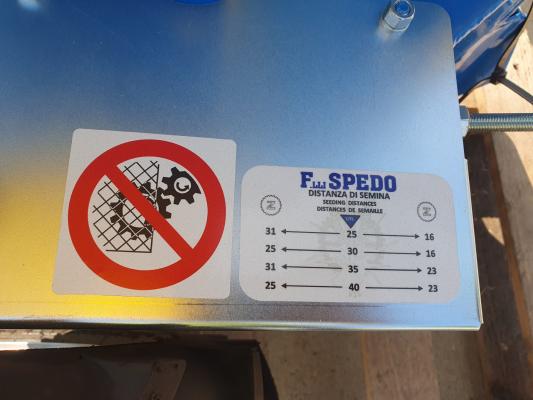 F.lli SPEDO
DISTANZA DI SEMINA
SEEDING DISTANCES
DISTANCES DE SEMAILLE
Z Z
31 25 16
25 30 16
31 35 23
25 40 23